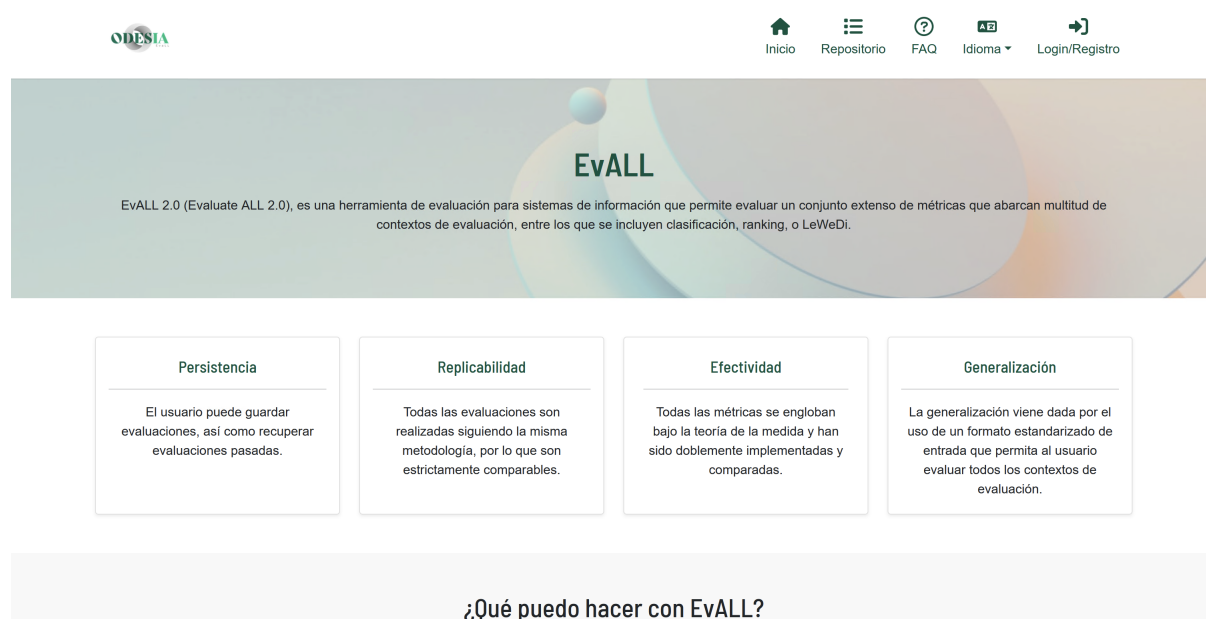 ODESIA
Inicio
Repositorio
FAQ
Idioma
Login/Registro
EvALL
EvALL 2.0 (Evaluate ALL 2.0), es una herramienta de evaluación para sistemas de información que permite evaluar un conjunto extenso de métricas que abarcan multitud de
contextos de evaluación, entre los que se incluyen clasificación, ranking, o LeWeDi.
Persistencia
El usuario puede guardar
evaluaciones, así como recuperar
evaluaciones pasadas.
Replicabilidad
Todas las evaluaciones son
realizadas siguiendo la misma
metodología, por lo que son
estrictamente comparables.
Efectividad
Todas las métricas se engloban
bajo la teoría de la medida y han
sido doblemente implementadas y
comparadas.
Generalización
La generalización viene dada por el
uso de un formato estandarizado de
entrada que permita al usuario
evaluar todos los contextos de
evaluación.
¿Qué puedo hacer con EvALL?